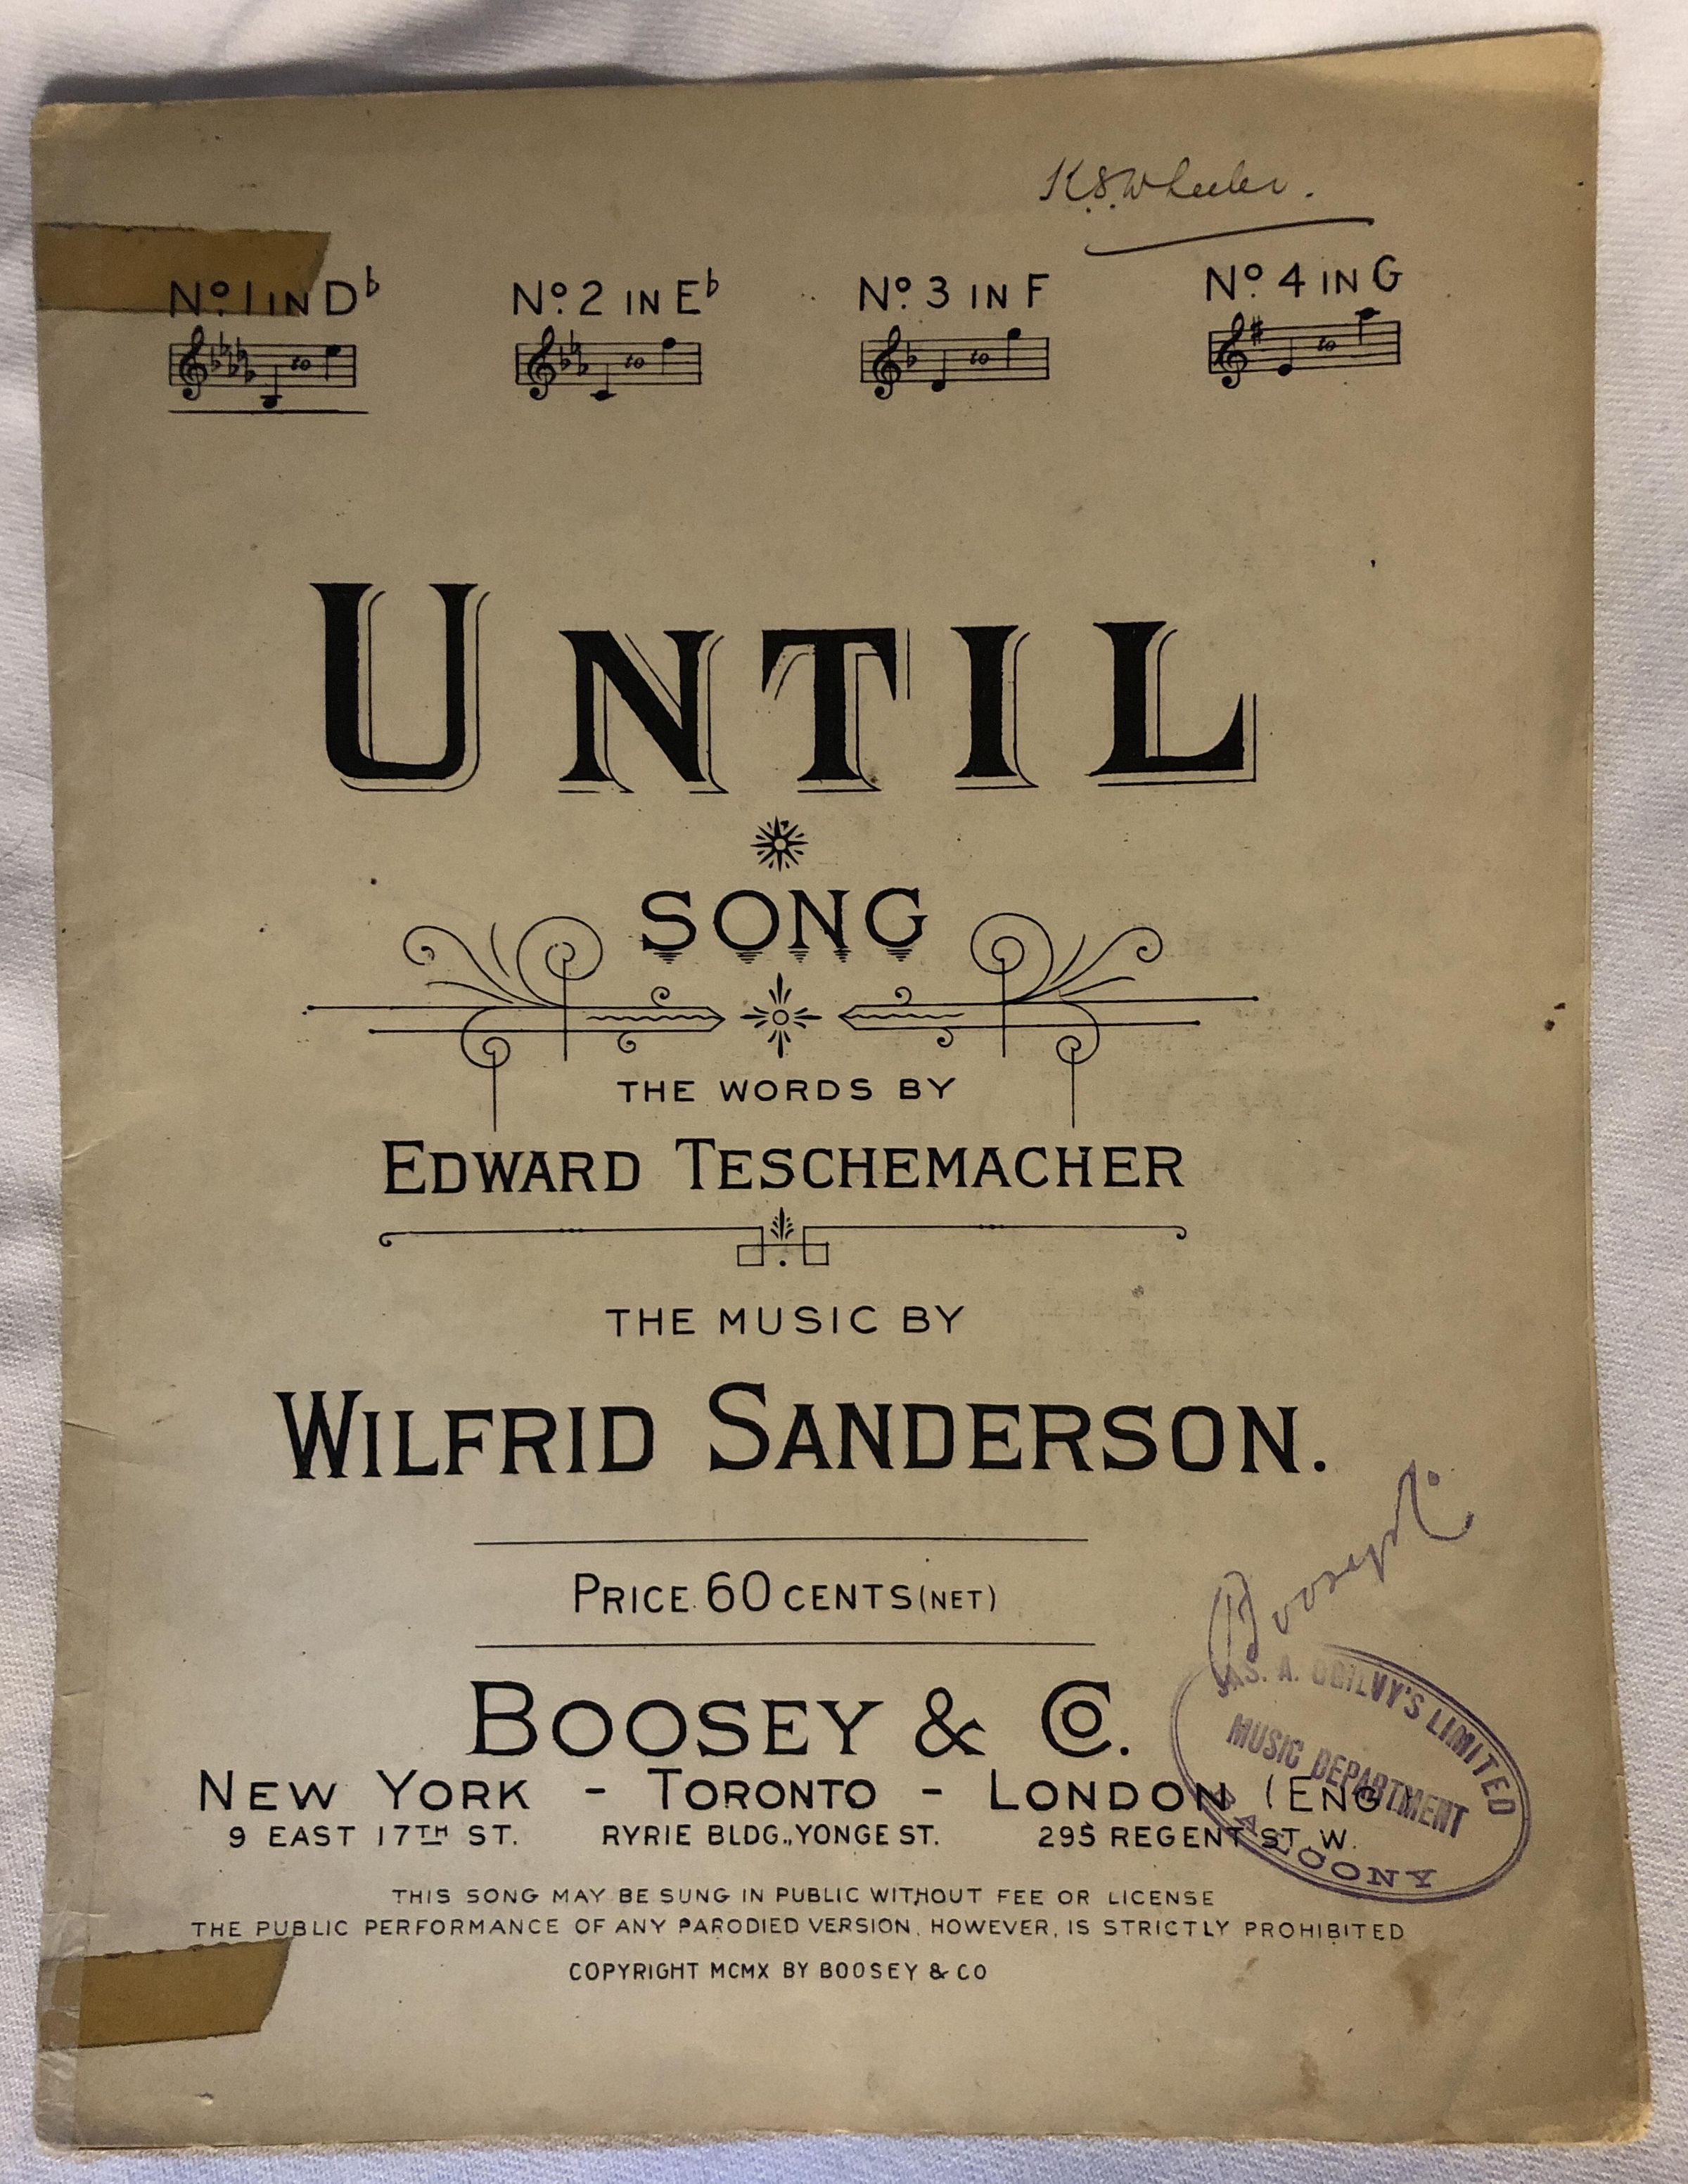 K.S. Wheeler.
No. 1 IN D♭
No. 2 IN E♭
No. 3 IN F
No. 4 IN G
to
to
to
to
UNTIL
SONG
THE WORDS BY
EDWARD TESCHEMACHER
THE MUSIC BY
WILFRID SANDERSON.
PRICE 60 CENTS (NET)
BOOSEY & CO.
NEW YORK - TORONTO - LONDON (ENG
9 EAST 17TH ST. RYRIE BLDG., YONGE ST. 295 REGENT ST. W.
THIS SONG MAY BE SUNG IN PUBLIC WITHOUT FEE OR LICENSE
THE PUBLIC PERFORMANCE OF ANY PARODIED VERSION, HOWEVER, IS STRICTLY PROHIBITED
COPYRIGHT MCMX BY BOOSEY & CO
JAS. A. OGILVY'S LIMITED
MUSIC DEPARTMENT
BALCONY